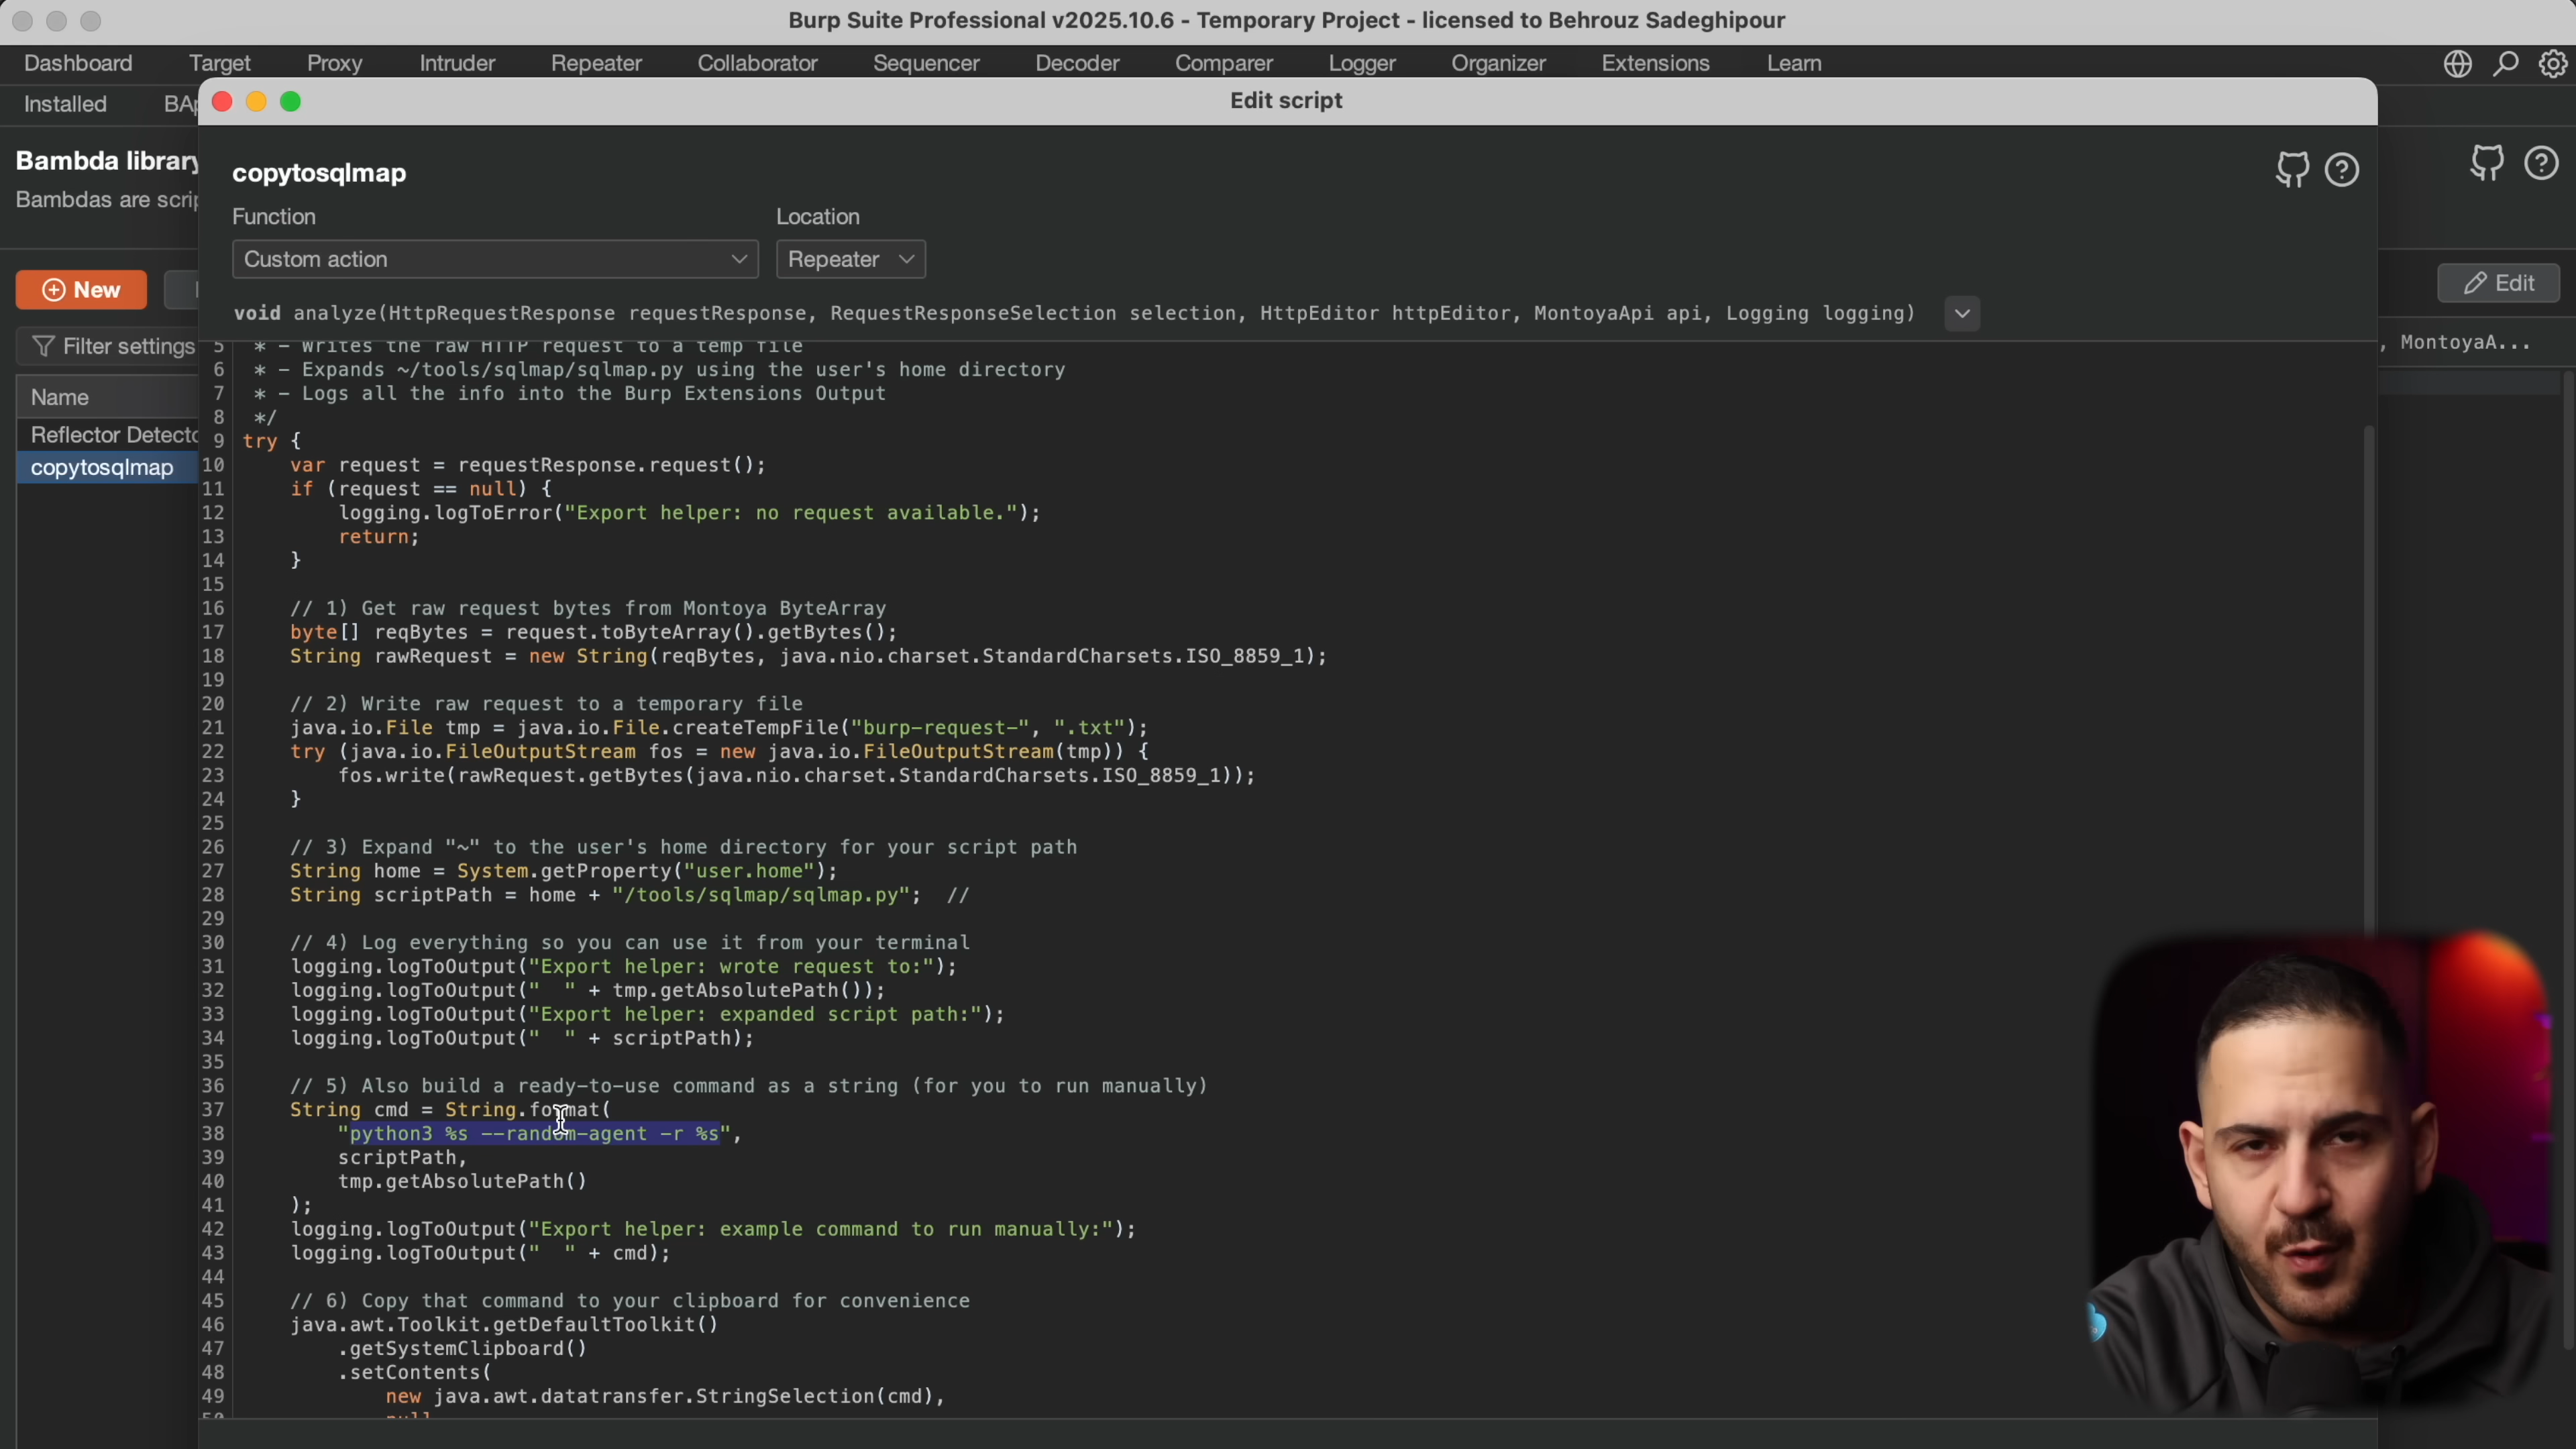 Burp Suite Professional v2025.10.6 - Temporary Project - licensed to Behrouz Sadeghipour
Dashboard Target Proxy Intruder Repeater Collaborator Sequencer Decoder Comparer Logger Organizer Extensions Learn
Installed
Edit script
Bambda library
Bambdas are
copytosqlmap
Function Location
Custom action Repeater
New
Edit
void analyze(HttpRequestResponse requestResponse, RequestResponseSelection selection, HttpEditor httpEditor, MontoyaApi api, Logging logging)
Filter settings
, MontoyaA...
Name
Reflector
copytosqlmap
5 * - Writes the raw HTTP request to a temp file
6 * - Expands ~/tools/sqlmap/sqlmap.py using the user's home directory
7 * - Logs all the info into the Burp Extensions Output
8 */
9 try {
10 var request = requestResponse.request();
11 if (request == null) {
12 logging.logToError("Export helper: no request available.");
13 return;
14 }
15
16 // 1) Get raw request bytes from Montoya ByteArray
17 byte[] reqBytes = request.toByteArray().getBytes();
18 String rawRequest = new String(reqBytes, java.nio.charset.StandardCharsets.ISO_8859_1);
19
20 // 2) Write raw request to a temporary file
21 java.io.File tmp = java.io.File.createTempFile("burp-request-", ".txt");
22 try (java.io.FileOutputStream fos = new java.io.FileOutputStream(tmp)) {
23 fos.write(rawRequest.getBytes(java.nio.charset.StandardCharsets.ISO_8859_1));
24 }
25
26 // 3) Expand "~" to the user's home directory for your script path
27 String home = System.getProperty("user.home");
28 String scriptPath = home + "/tools/sqlmap/sqlmap.py"; //
29
30 // 4) Log everything so you can use it from your terminal
31 logging.logToOutput("Export helper: wrote request to:");
32 logging.logToOutput("  " + tmp.getAbsolutePath());
33 logging.logToOutput("Export helper: expanded script path:");
34 logging.logToOutput("  " + scriptPath);
35
36 // 5) Also build a ready-to-use command as a string (for you to run manually)
37 String cmd = String.format(
38 "python3 %s --random-agent -r %s",
39 scriptPath,
40 tmp.getAbsolutePath()
41 );
42 logging.logToOutput("Export helper: example command to run manually:");
43 logging.logToOutput("  " + cmd);
44
45 // 6) Copy that command to your clipboard for convenience
46 java.awt.Toolkit.getDefaultToolkit()
47 .getSystemClipboard()
48 .setContents(
49 new java.awt.datatransfer.StringSelection(cmd),